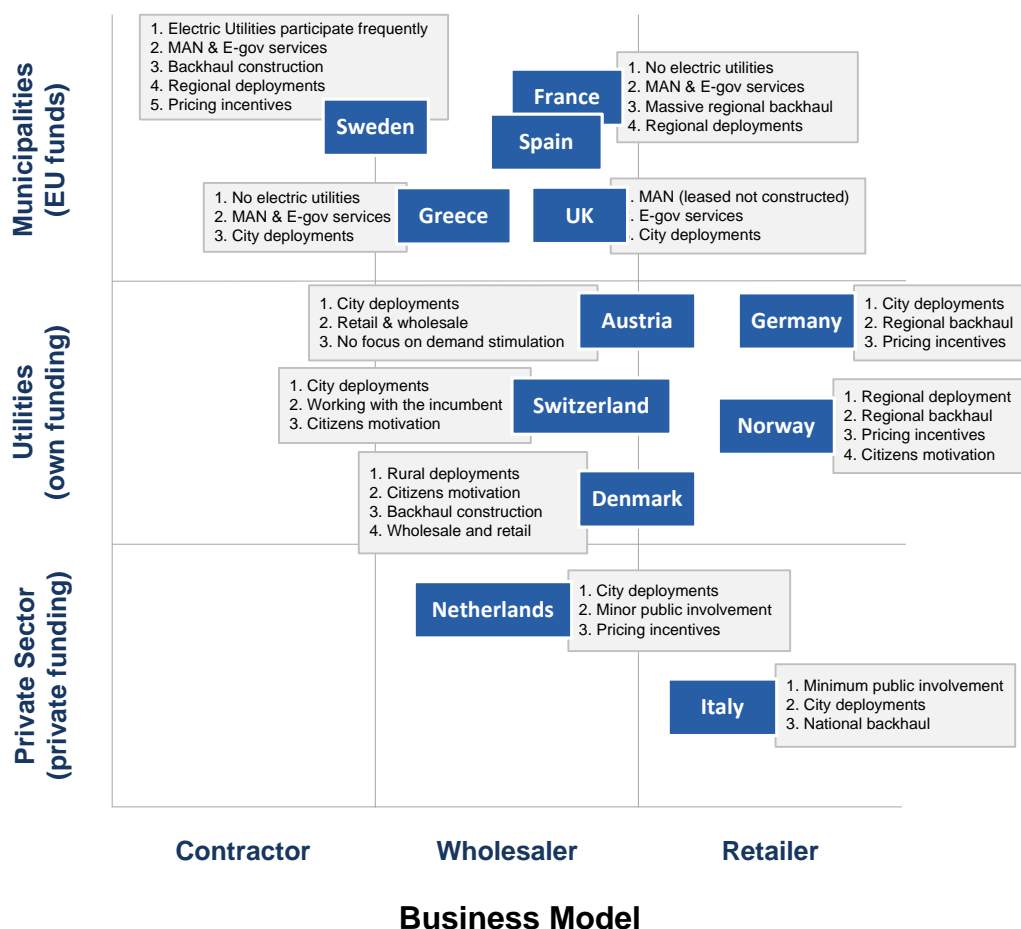 Municipalities
(EU funds)
1. Electric Utilities participate frequently
2. MAN & E-gov services
3. Backhaul construction
4. Regional deployments
5. Pricing incentives
Sweden
France
1. No electric utilities
2. MAN & E-gov services
3. Massive regional backhaul
4. Regional deployments
Spain
1. No electric utilities
2. MAN & E-gov services
3. City deployments
Greece
UK
. MAN (leased not constructed)
. E-gov services
. City deployments
Utilities
(own funding)
1. City deployments
2. Retail & wholesale
3. No focus on demand stimulation
Austria
Germany
1. City deployments
2. Regional backhaul
3. Pricing incentives
1. City deployments
2. Working with the incumbent
3. Citizens motivation
Switzerland
Norway
1. Regional deployment
2. Regional backhaul
3. Pricing incentives
4. Citizens motivation
1. Rural deployments
2. Citizens motivation
3. Backhaul construction
4. Wholesale and retail
Denmark
Private Sector
(private funding)
Netherlands
1. City deployments
2. Minor public involvement
3. Pricing incentives
Italy
1. Minimum public involvement
2. City deployments
3. National backhaul
Contractor
Wholesaler
Retailer
Business Model